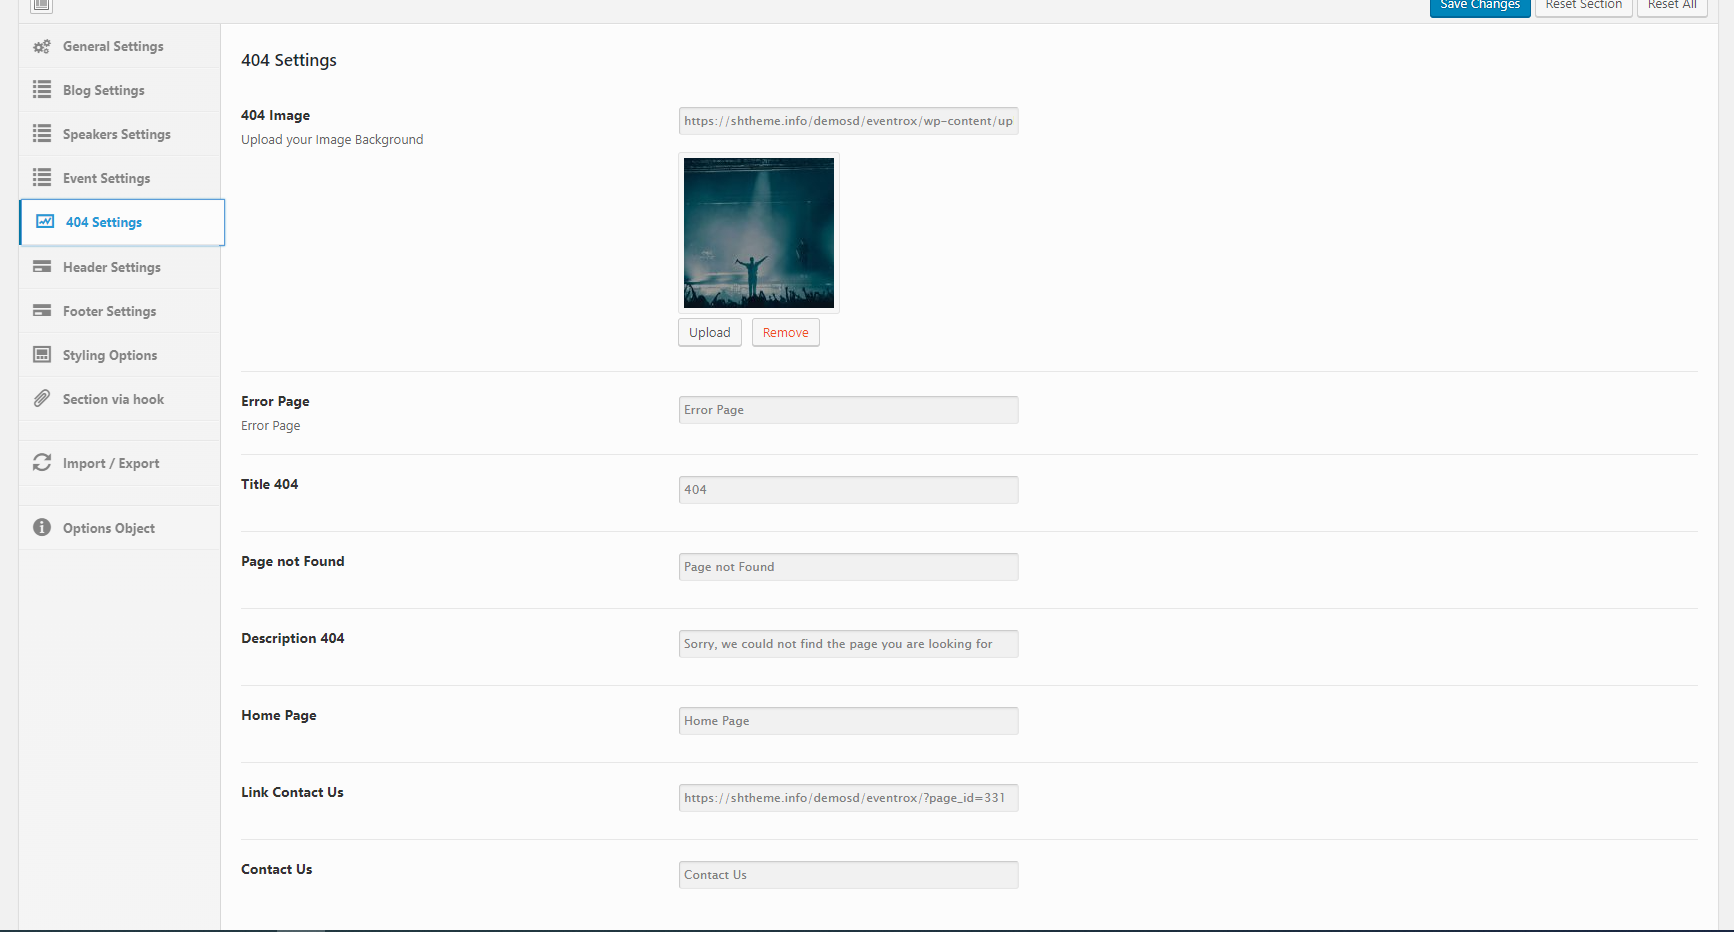 Save Changes
Reset Section
Reset All
General Settings
Blog Settings
Speakers Settings
Event Settings
404 Settings
Header Settings
Footer Settings
Styling Options
Section via hook
Import / Export
Options Object
404 Settings
404 Image
Upload your Image Background
https://shtheme.info/demosd/eventrox/wp-content/up
Upload
Remove
Error Page
Error Page
Error Page
Title 404
404
Page not Found
Page not Found
Description 404
Sorry, we could not find the page you are looking for
Home Page
Home Page
Link Contact Us
https://shtheme.info/demosd/eventrox/?page_id=331
Contact Us
Contact Us